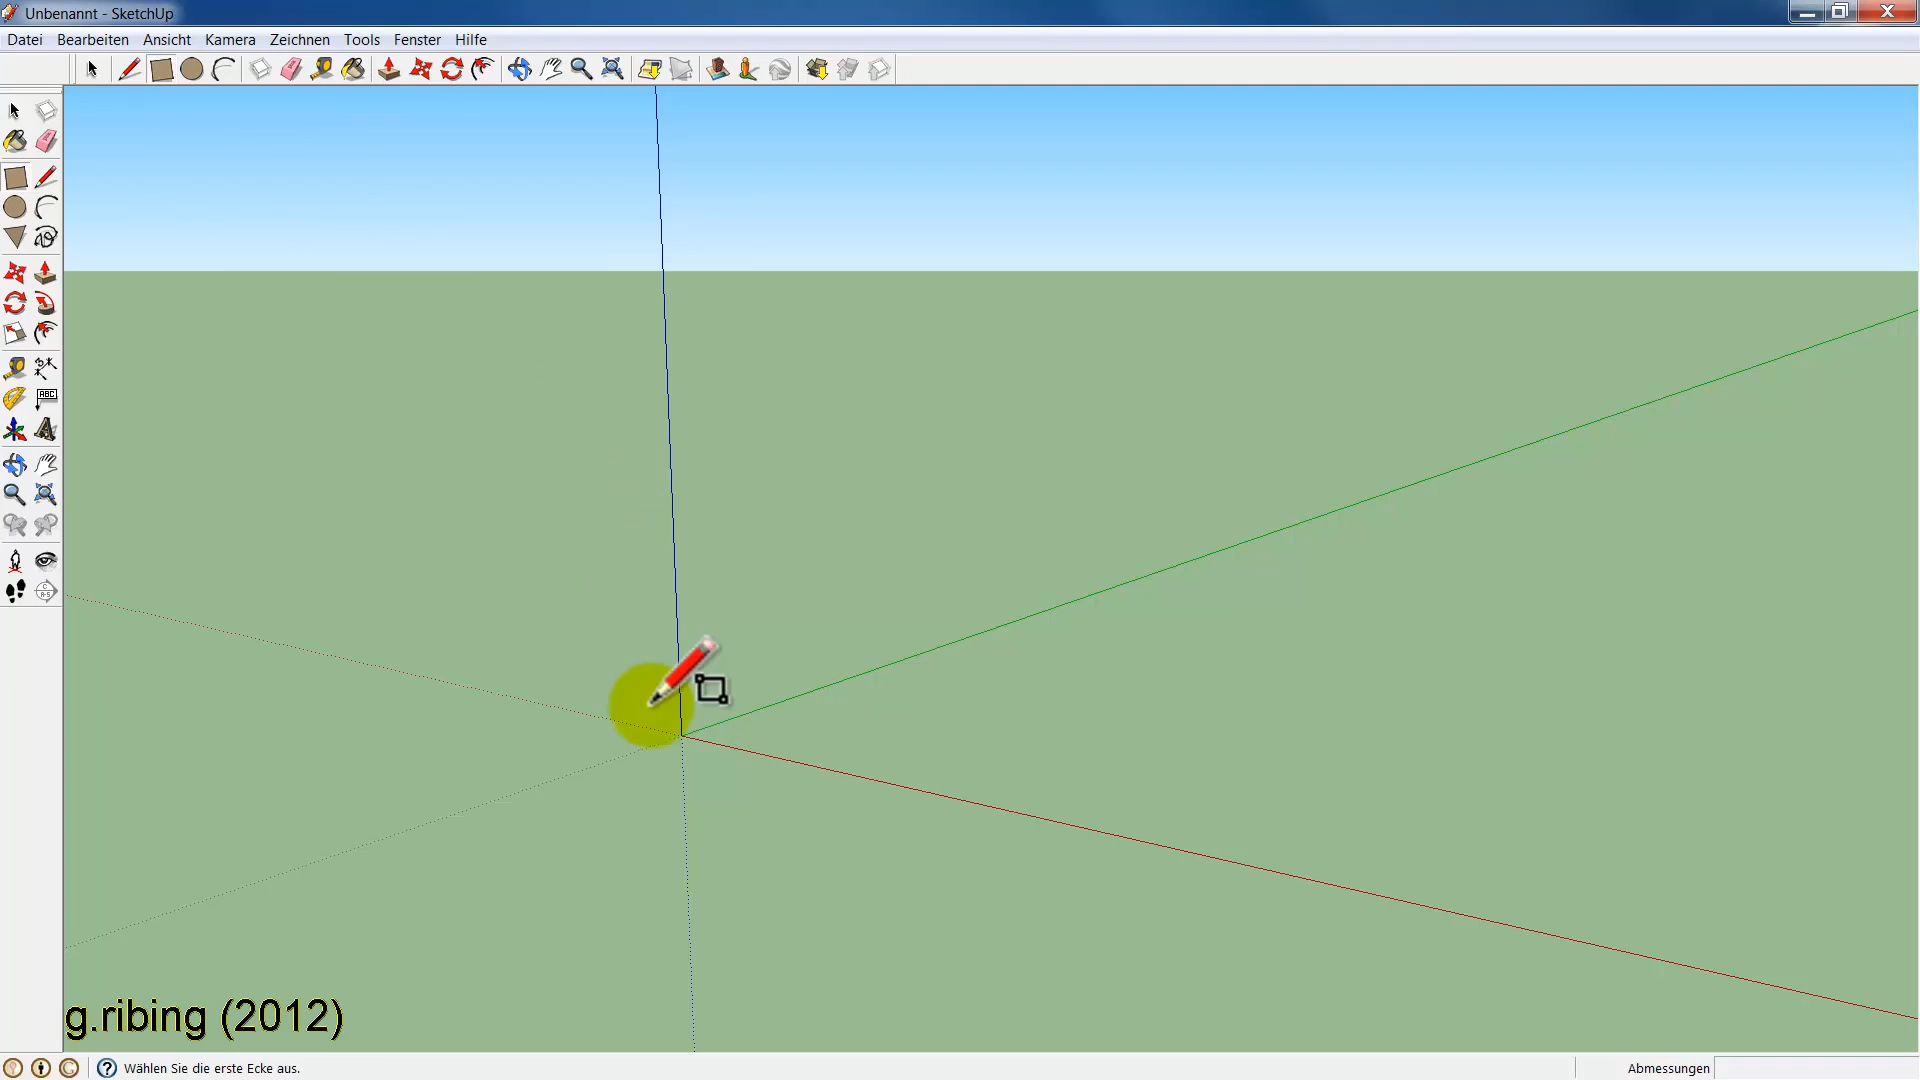 Unbenannt - SketchUp
Datei Bearbeiten Ansicht Kamera Zeichnen Tools Fenster Hilfe
ABC
g.ribing (2012)
Wählen Sie die erste Ecke aus.
Abmessungen